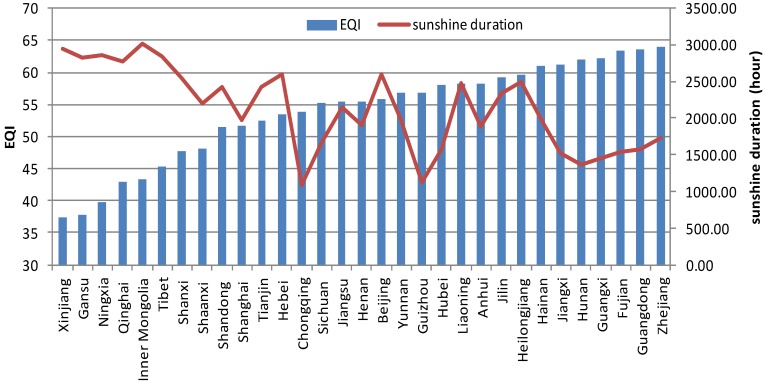 EQI
sunshine duration
70
65
60
55
50
45
40
35
30
EQI
3500.00
3000.00
2500.00
2000.00
1500.00
1000.00
500.00
0.00
sunshine duration (hour)
Xinjiang
Gansu
Ningxia
Qinghai
Inner Mongolia
Tibet
Shanxi
Shaanxi
Shandong
Shanghai
Tianjin
Hebei
Chongqing
Sichuan
Jiangsu
Henan
Beijing
Yunnan
Guizhou
Hubei
Liaoning
Anhui
Jilin
Heilongjiang
Hainan
Jiangxi
Hunan
Guangxi
Fujian
Guangdong
Zhejiang